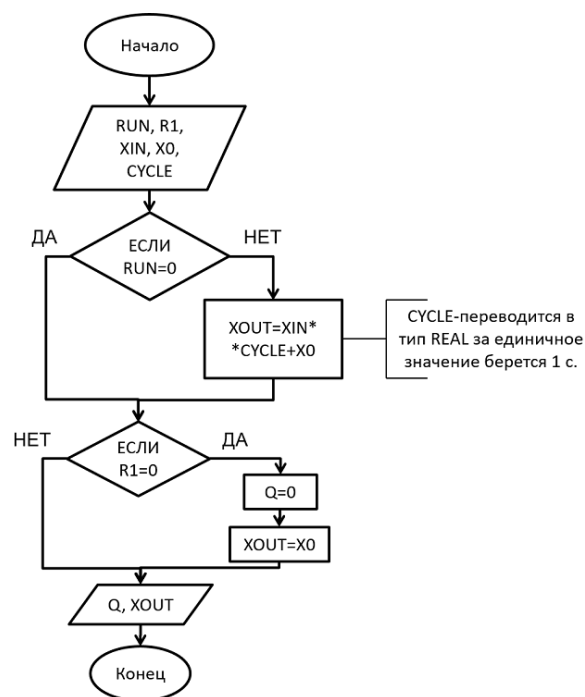 Начало
RUN, R1,
XIN, X0,
CYCLE
ДА
ЕСЛИ
RUN=0
НЕТ
XOUT=XIN*
*CYCLE+X0
CYCLE-переводится в
тип REAL за единичное
значение берется 1 с.
НЕТ
ЕСЛИ
R1=0
ДА
Q=0
XOUT=X0
Q, XOUT
Конец